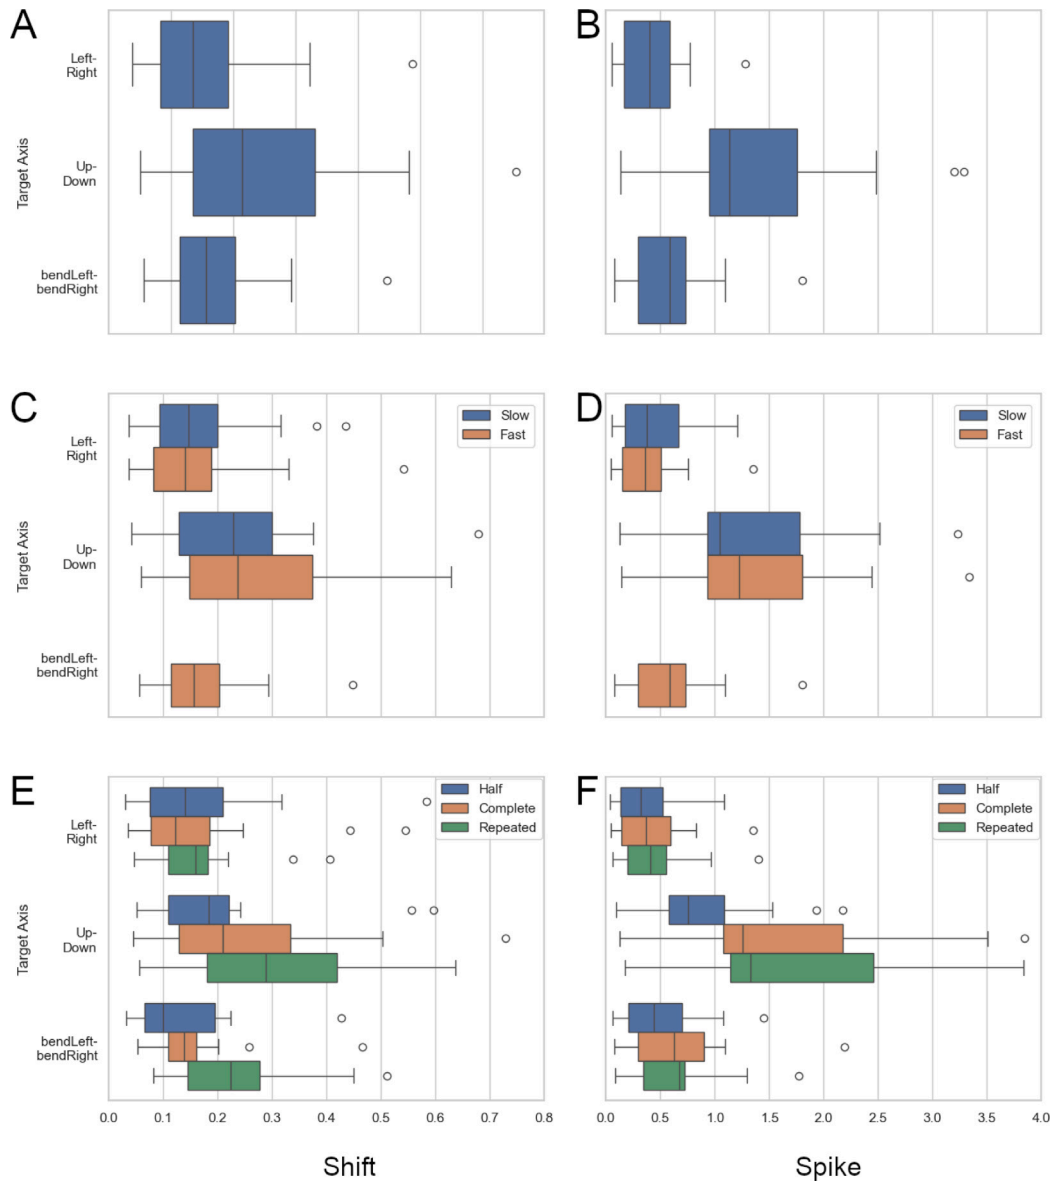 A
B
Left-
Right
Up-
Down
bendLeft-
bendRight
Target Axis
C
D
Slow
Fast
Slow
Fast
Left-
Right
Up-
Down
bendLeft-
bendRight
Target Axis
E
F
Half
Complete
Repeated
Half
Complete
Repeated
Left-
Right
Up-
Down
bendLeft-
bendRight
Target Axis
0.0 0.1 0.2 0.3 0.4 0.5 0.6 0.7 0.8
0.0 0.5 1.0 1.5 2.0 2.5 3.0 3.5 4.0
Shift
Spike